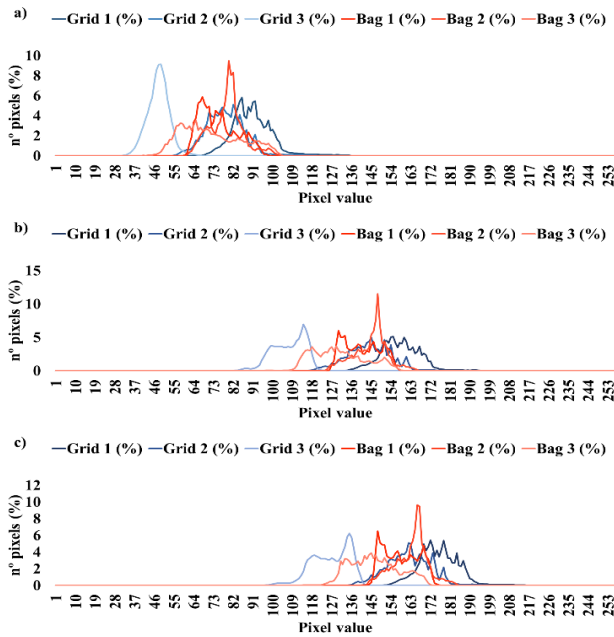 a)
Grid 1 (%) Grid 2 (%) Grid 3 (%) Bag 1 (%) Bag 2 (%) Bag 3 (%)
10
8
6
4
2
0
nº pixels (%)
1 10 19 28 37 46 55 64 73 82 91 100 109 118 127 136 145 154 163 172 181 190 199 208 217 226 235 244 253
Pixel value
b)
Grid 1 (%) Grid 2 (%) Grid 3 (%) Bag 1 (%) Bag 2 (%) Bag 3 (%)
15
10
5
0
nº pixels (%)
1 10 19 28 37 46 55 64 73 82 91 100 109 118 127 136 145 154 163 172 181 190 199 208 217 226 235 244 253
Pixel value
c)
Grid 1 (%) Grid 2 (%) Grid 3 (%) Bag 1 (%) Bag 2 (%) Bag 3 (%)
12
10
8
6
4
2
0
nº pixels (%)
1 10 19 28 37 46 55 64 73 82 91 100 109 118 127 136 145 154 163 172 181 190 199 208 217 226 235 244 253
Pixel value